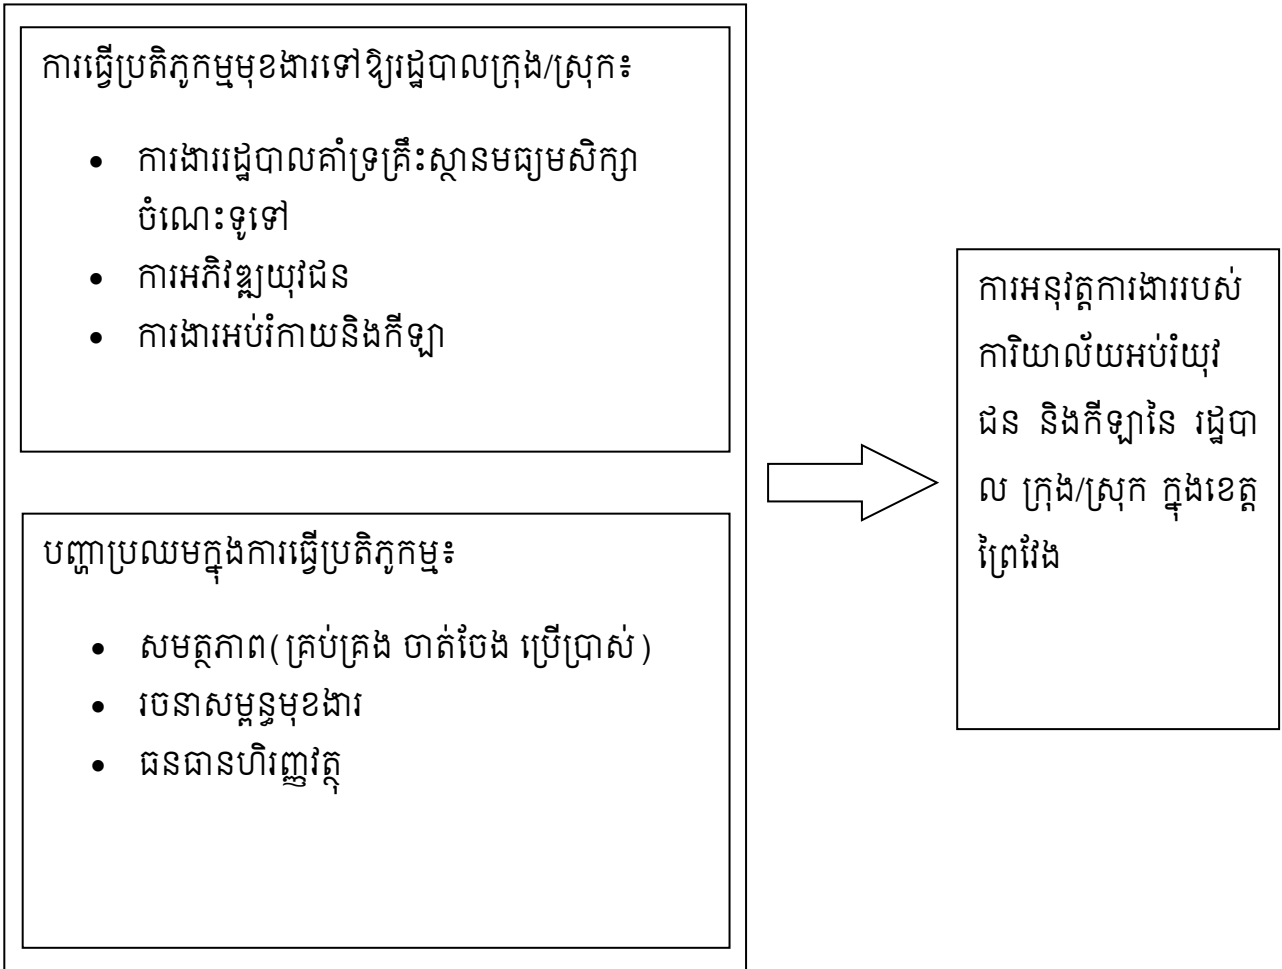 ការធ្វើប្រតិភូកម្មមុខងារទៅឱ្យរដ្ឋបាលក្រុង/ស្រុក៖
• ការងាររដ្ឋបាលគាំទ្រគ្រឹះស្ថានមធ្យមសិក្សា
ចំណេះទូទៅ
• ការអភិវឌ្ឍយុវជន
• ការងារអប់រំកាយនិងកីឡា
បញ្ហាប្រឈមក្នុងការធ្វើប្រតិភូកម្ម៖
• សមត្ថភាព(គ្រប់គ្រង ចាត់ចែង ប្រើប្រាស់)
• រចនាសម្ពន្ធមុខងារ
• ធនធានហិរញ្ញវត្ថុ
ការអនុវត្តការងាររបស់
ការិយាល័យអប់រំយុវ
ជន និងកីឡានៃ រដ្ឋបា
ល ក្រុង/ស្រុក ក្នុងខេត្ត
ព្រៃវែង